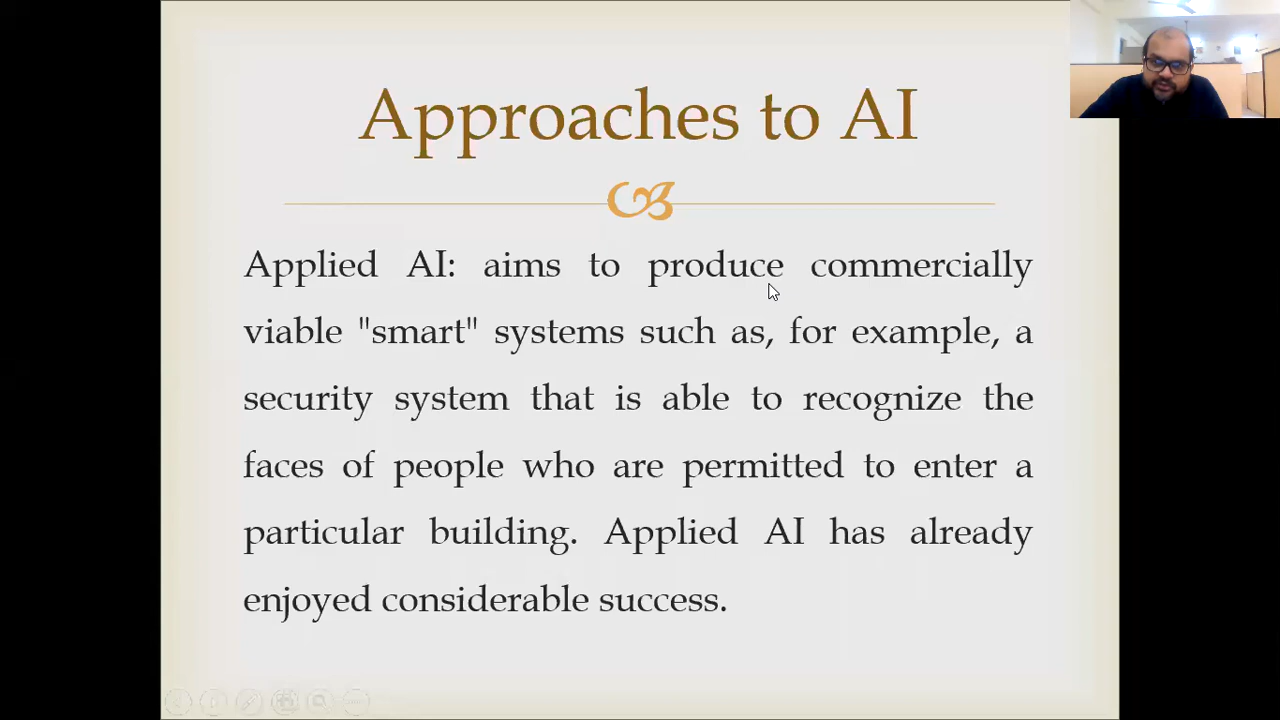 Approaches to AI
Applied AI: aims to produce commercially
viable "smart" systems such as, for example, a
security system that is able to recognize the
faces of people who are permitted to enter a
particular building. Applied AI has already
enjoyed considerable success.